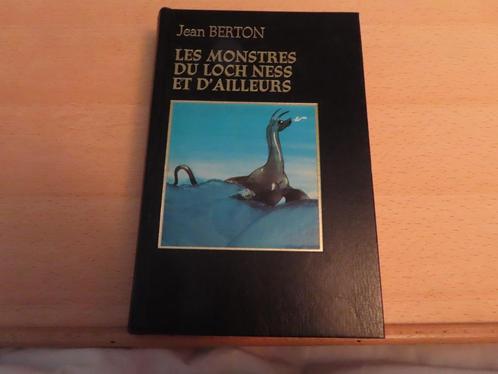 Jean BERTON
LES MONSTRES
DU LOCH NESS
ET D'AILLEURS